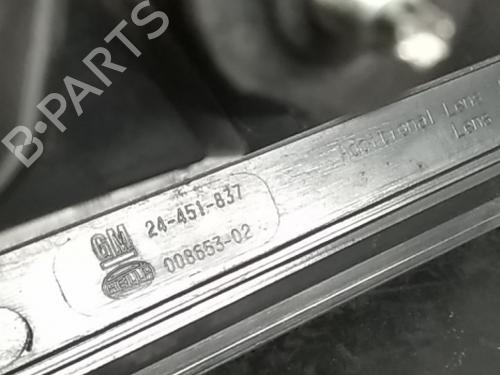 B-PARTS
Additional Lens
Lens
GM 24-451-837
HELLA 008653-02